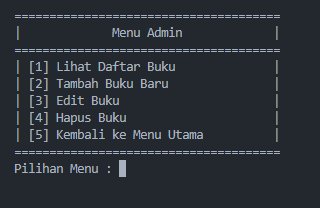 ======================================
|             Menu Admin             |
======================================
| [1] Lihat Daftar Buku              |
| [2] Tambah Buku Baru               |
| [3] Edit Buku                      |
| [4] Hapus Buku                     |
| [5] Kembali ke Menu Utama          |
======================================
Pilihan Menu :